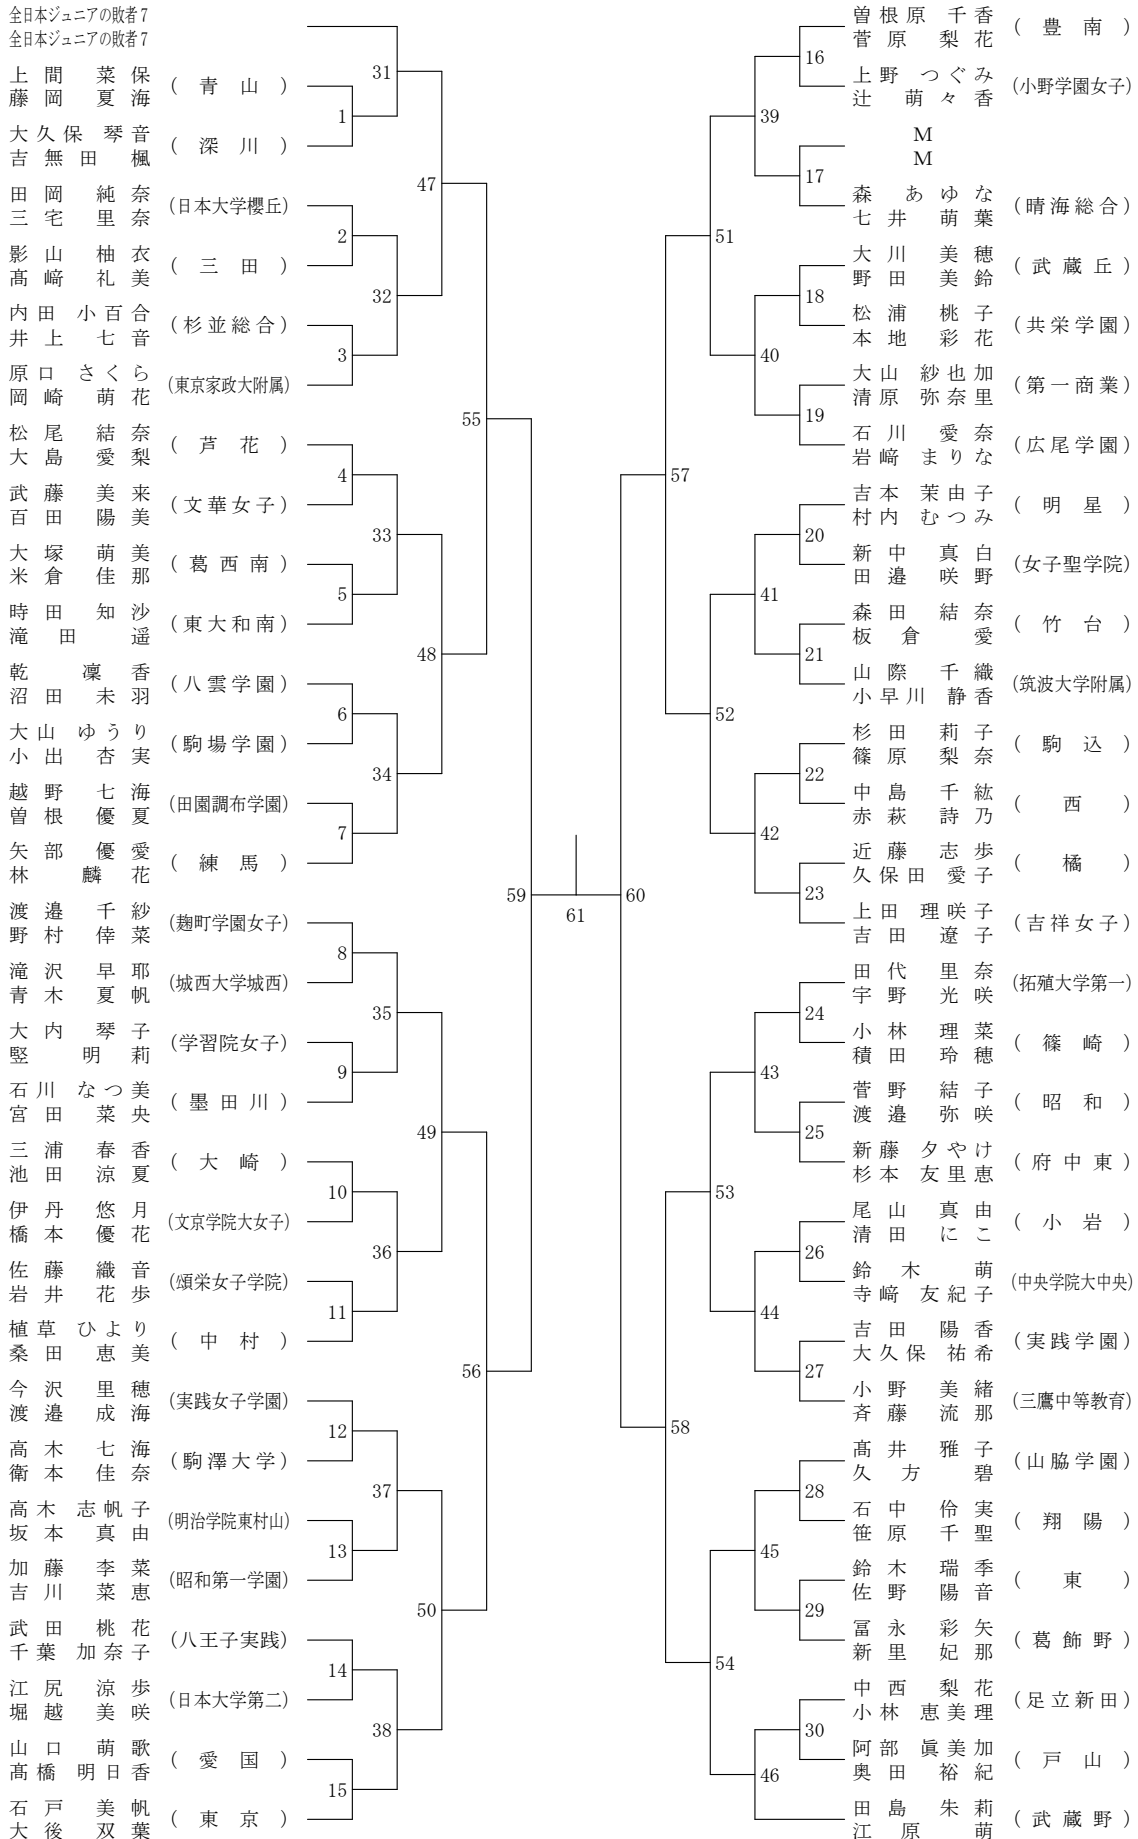 全日本ジュニアの敗者7
全日本ジュニアの敗者7
上間 菜保
藤岡 夏海
(青山)
大久保 琴音
吉無田 楓
(深川)
田岡 純奈
三宅 里奈
(日本大学櫻丘)
影山 柚衣
髙﨑 礼美
(三田)
内田 小百合
井上 七音
(杉並総合)
原口 さくら
岡崎 萌花
(東京家政大附属)
松尾 結奈
大島 愛梨
(芦花)
武藤 美来
百田 陽美
(文華女子)
大塚 萌美
米倉 佳那
(葛西南)
時田 知沙
滝田 遥
(東大和南)
乾 凜香
沼田 未羽
(八雲学園)
大山 ゆうり
小出 杏実
(駒場学園)
越野 七海
曽根 優夏
(田園調布学園)
矢部 優愛
林 麟花
(練馬)
渡邉 千紗
野村 倖菜
(麹町学園女子)
滝沢 早耶
青木 夏帆
(城西大学城西)
大内 琴子
堅 明莉
(学習院女子)
石川 なつ美
宮田 菜央
(墨田川)
三浦 春香
池田 涼夏
(大崎)
伊丹 悠月
橋本 優花
(文京学院大女子)
佐藤 織音
岩井 花歩
(頌栄女子学院)
植草 ひより
桑田 恵美
(中村)
今沢 里穂
渡邉 成海
(実践女子学園)
高木 七海
衛本 佳奈
(駒澤大学)
高木 志帆子
坂本 真由
(明治学院東村山)
加藤 李菜
吉川 菜恵
(昭和第一学園)
武田 桃花
千葉 加奈子
(八王子実践)
江尻 涼歩
堀越 美咲
(日本大学第二)
山口 萌歌
髙橋 明日香
(愛国)
石戸 美帆
大後 双葉
(東京)
1
2
3
4
5
6
7
8
9
10
11
12
13
14
15
31
32
33
34
35
36
37
38
47
48
49
50
55
56
59
61
60
57
58
51
52
53
54
39
40
41
42
43
44
45
46
16
17
18
19
20
21
22
23
24
25
26
27
28
29
30
曽根原 千香
菅原 梨花
(豊南)
上野 つぐみ
辻 萌々香
(小野学園女子)
M
M
森 あゆな
七井 萌葉
(晴海総合)
大川 美穂
野田 美鈴
(武蔵丘)
松浦 桃子
本地 彩花
(共栄学園)
大山 紗也加
清原 弥奈里
(第一商業)
石川 愛奈
岩﨑 まりな
(広尾学園)
吉本 茉由子
村内 むつみ
(明星)
新中 真白
田邉 咲野
(女子聖学院)
森田 結奈
板倉 愛
(竹台)
山際 千織
小早川 静香
(筑波大学附属)
杉田 莉子
篠原 梨奈
(駒込)
中島 千紘
赤萩 詩乃
(西)
近藤 志歩
久保田 愛子
(橘)
上田 理咲子
吉田 遼子
(吉祥女子)
田代 里奈
宇野 光咲
(拓殖大学第一)
小林 理菜
積田 玲穂
(篠崎)
菅野 結子
渡邉 弥咲
(昭和)
新藤 夕やけ
杉本 友里恵
(府中東)
尾山 真由
清田 にこ
(小岩)
鈴木 萌
寺﨑 友紀子
(中央学院大中央)
吉田 陽香
大久保 祐希
(実践学園)
小野 美緒
斉藤 流那
(三鷹中等教育)
髙井 雅子
久方 碧
(山脇学園)
石中 伶実
笹原 千聖
(翔陽)
鈴木 瑞季
佐野 陽音
(東)
冨永 彩矢
新里 妃那
(葛飾野)
中西 梨花
小林 恵美理
(足立新田)
阿部 眞美加
奥田 裕紀
(戸山)
田島 朱莉
江原 萌
(武蔵野)